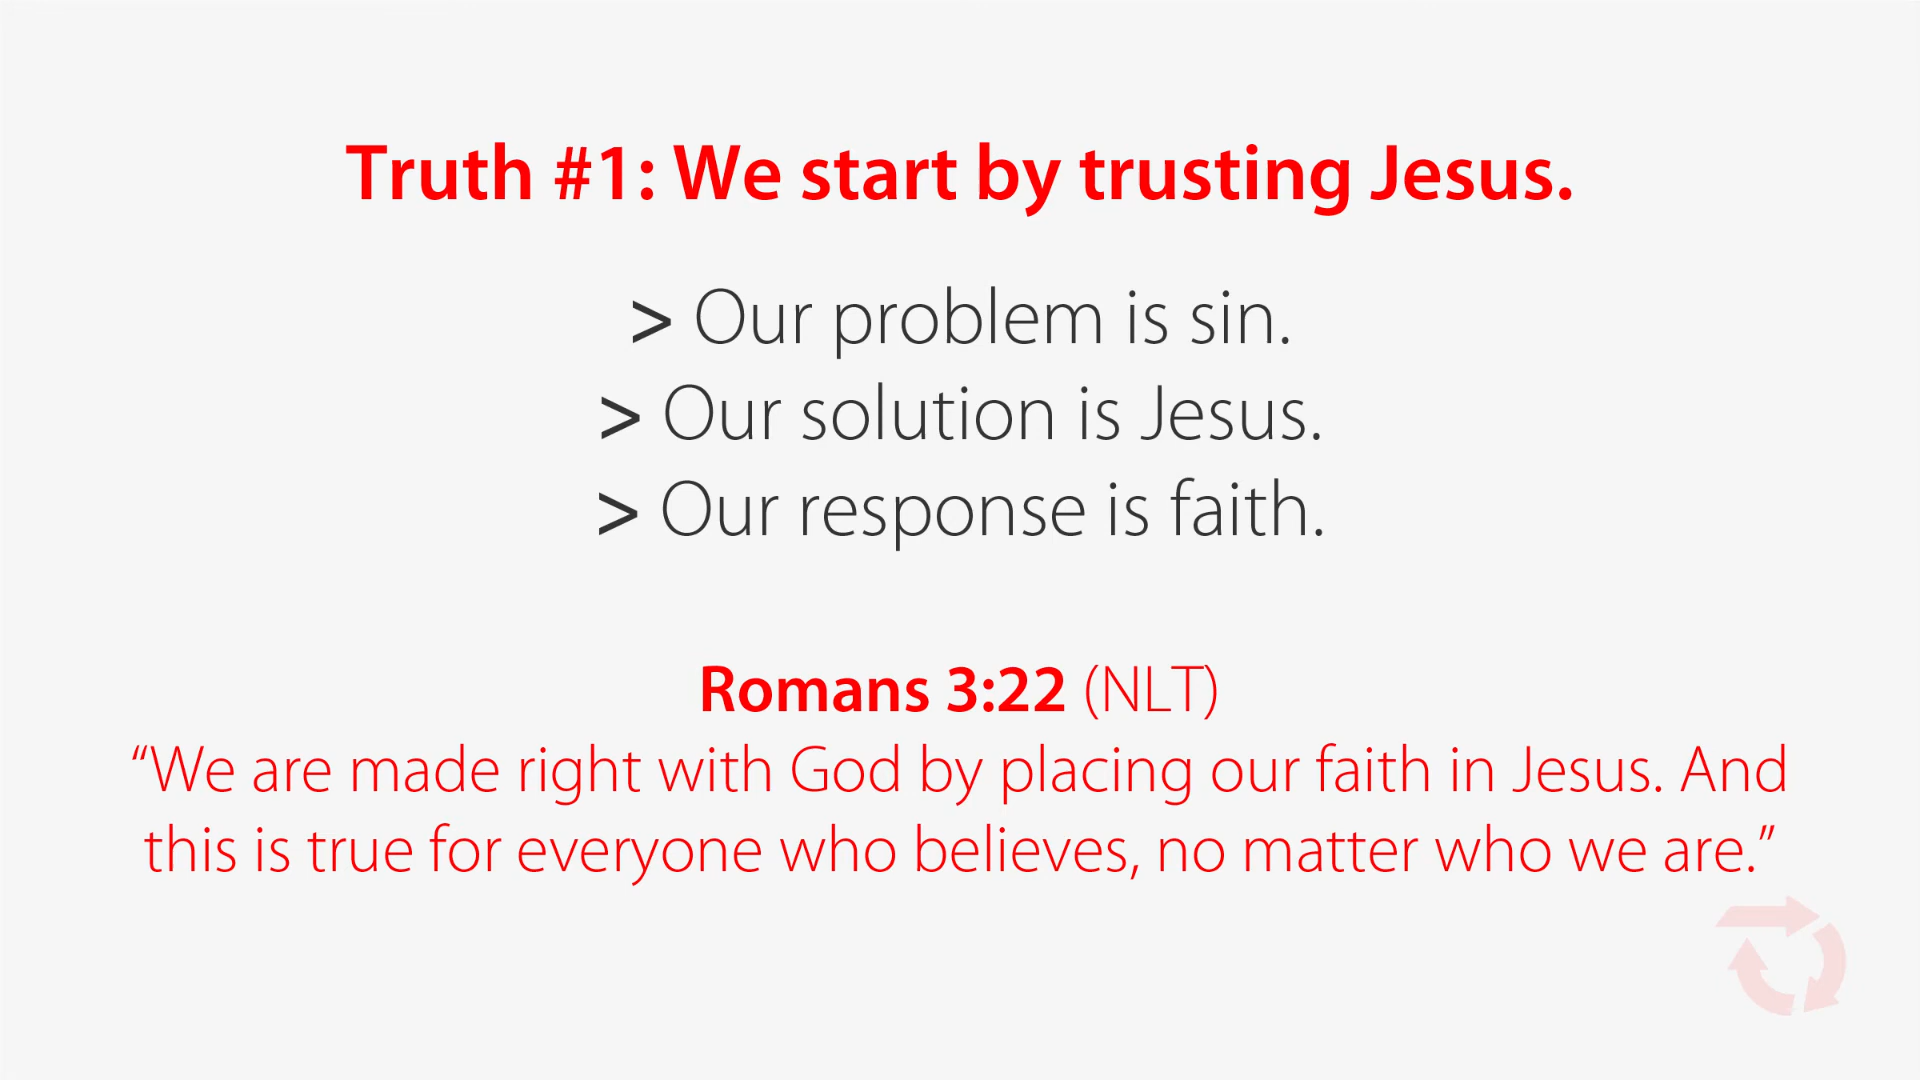 Truth #1: We start by trusting Jesus.
> Our problem is sin.
> Our solution is Jesus.
> Our response is faith.
Romans 3:22 (NLT)
“We are made right with God by placing our faith in Jesus. And
this is true for everyone who believes, no matter who we are.”